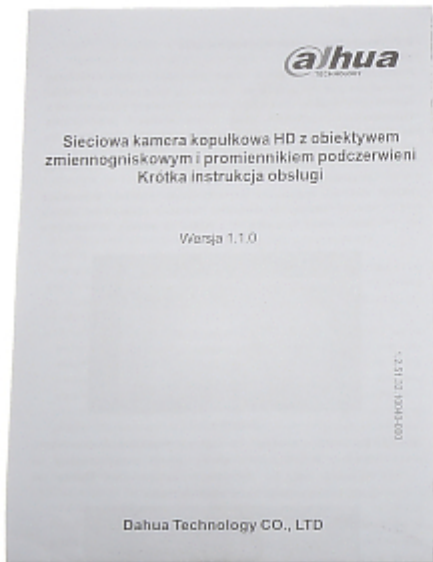 alhua
TECHNOLOGY
Sieciowa kamera kopułkowa HD z obiektywem
zmiennogniskowym i promiennikiem podczerwieni
Krótka instrukcja obsługi
Wersja 1.1.0
Dahua Technology CO., LTD